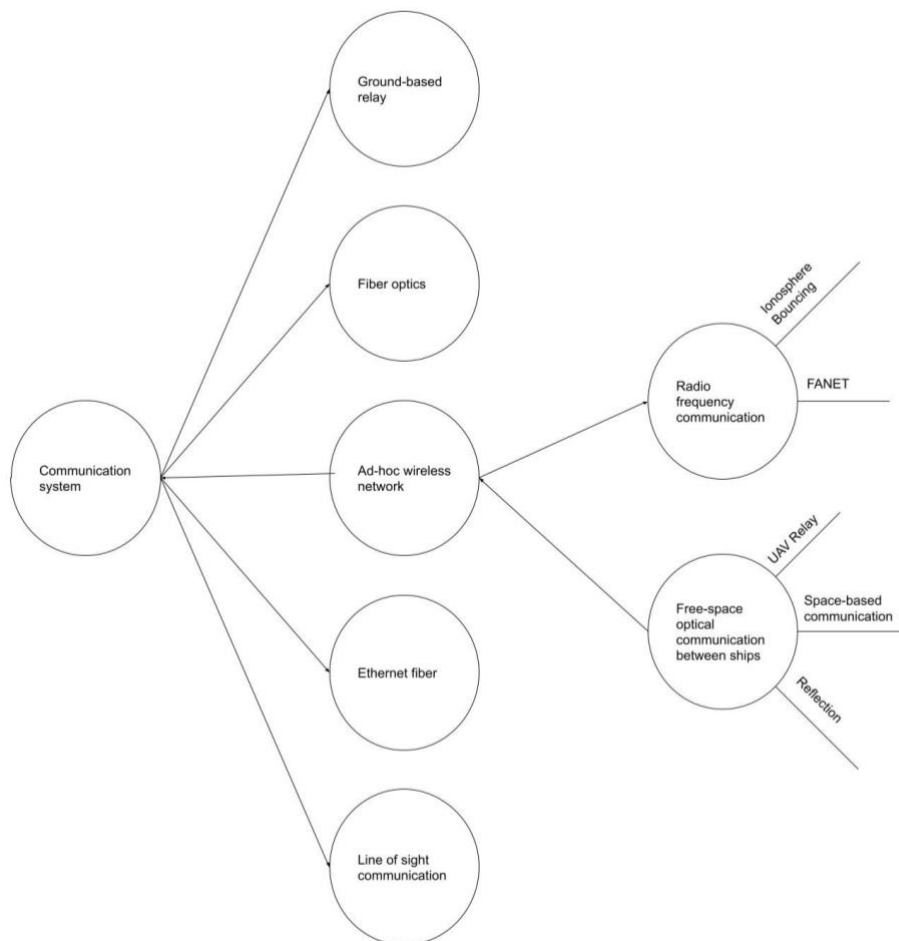 Ground-based
relay
Fiber optics
Ionosphere
Bouncing
Radio
frequency
communication
FANET
Communication
system
Ad-hoc wireless
network
UAV Relay
Free-space
optical
communication
between ships
Space-based
communication
Reflection
Ethernet fiber
Line of sight
communication